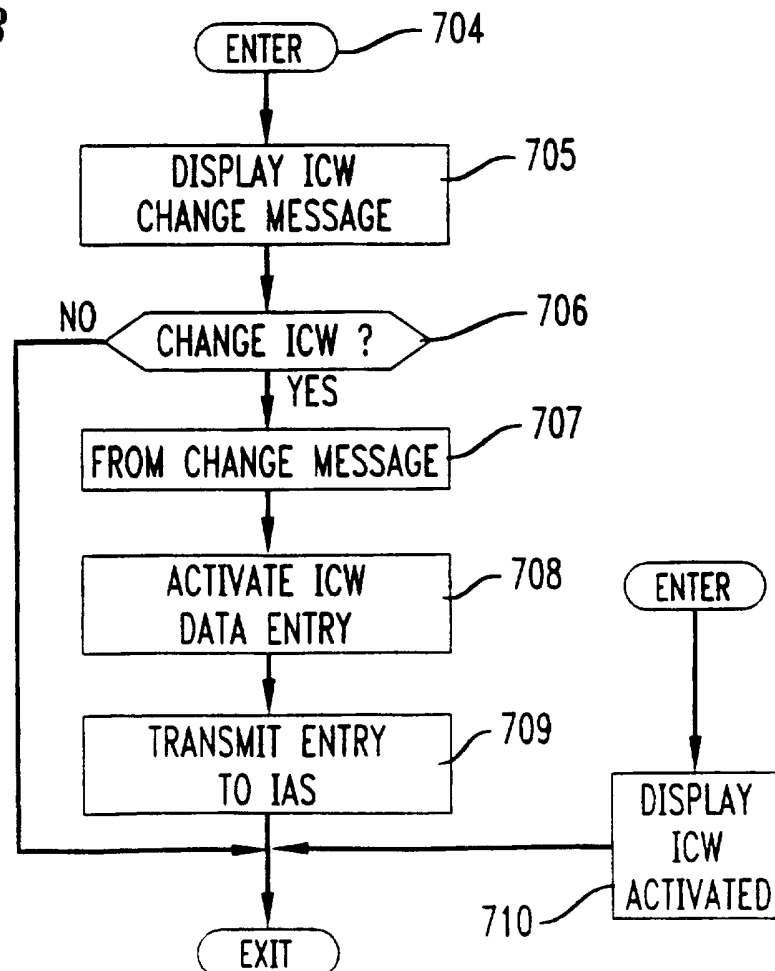 ENTER
704
DISPLAY ICW
CHANGE MESSAGE
705
NO
CHANGE ICW ?
706
YES
FROM CHANGE MESSAGE
707
ACTIVATE ICW
DATA ENTRY
708
ENTER
TRANSMIT ENTRY
TO IAS
709
DISPLAY
ICW
ACTIVATED
710
EXIT